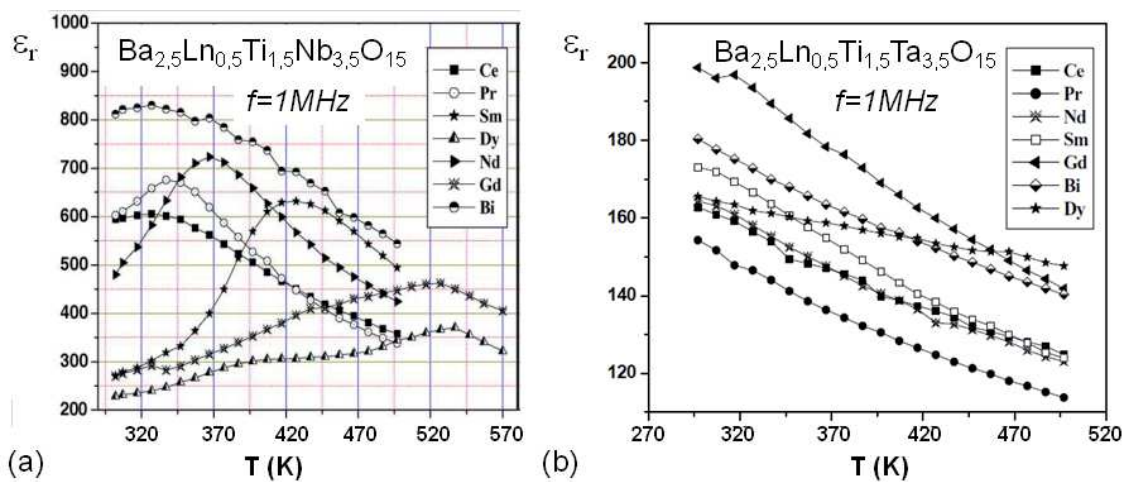 1000
900
800
700
600
500
400
300
200
εr
Ba2,5Ln0,5Ti1,5Nb3,5O15
f=1MHz
Ce
Pr
Sm
Dy
Nd
Gd
Bi
320 370 420 470 520 570
T (K)
(a)
εr
200
180
160
140
120
Ba2,5Ln0,5Ti1,5Ta3,5O15
f=1MHz
Ce
Pr
Nd
Sm
Gd
Bi
Dy
270 320 370 420 470 520
T (K)
(b)